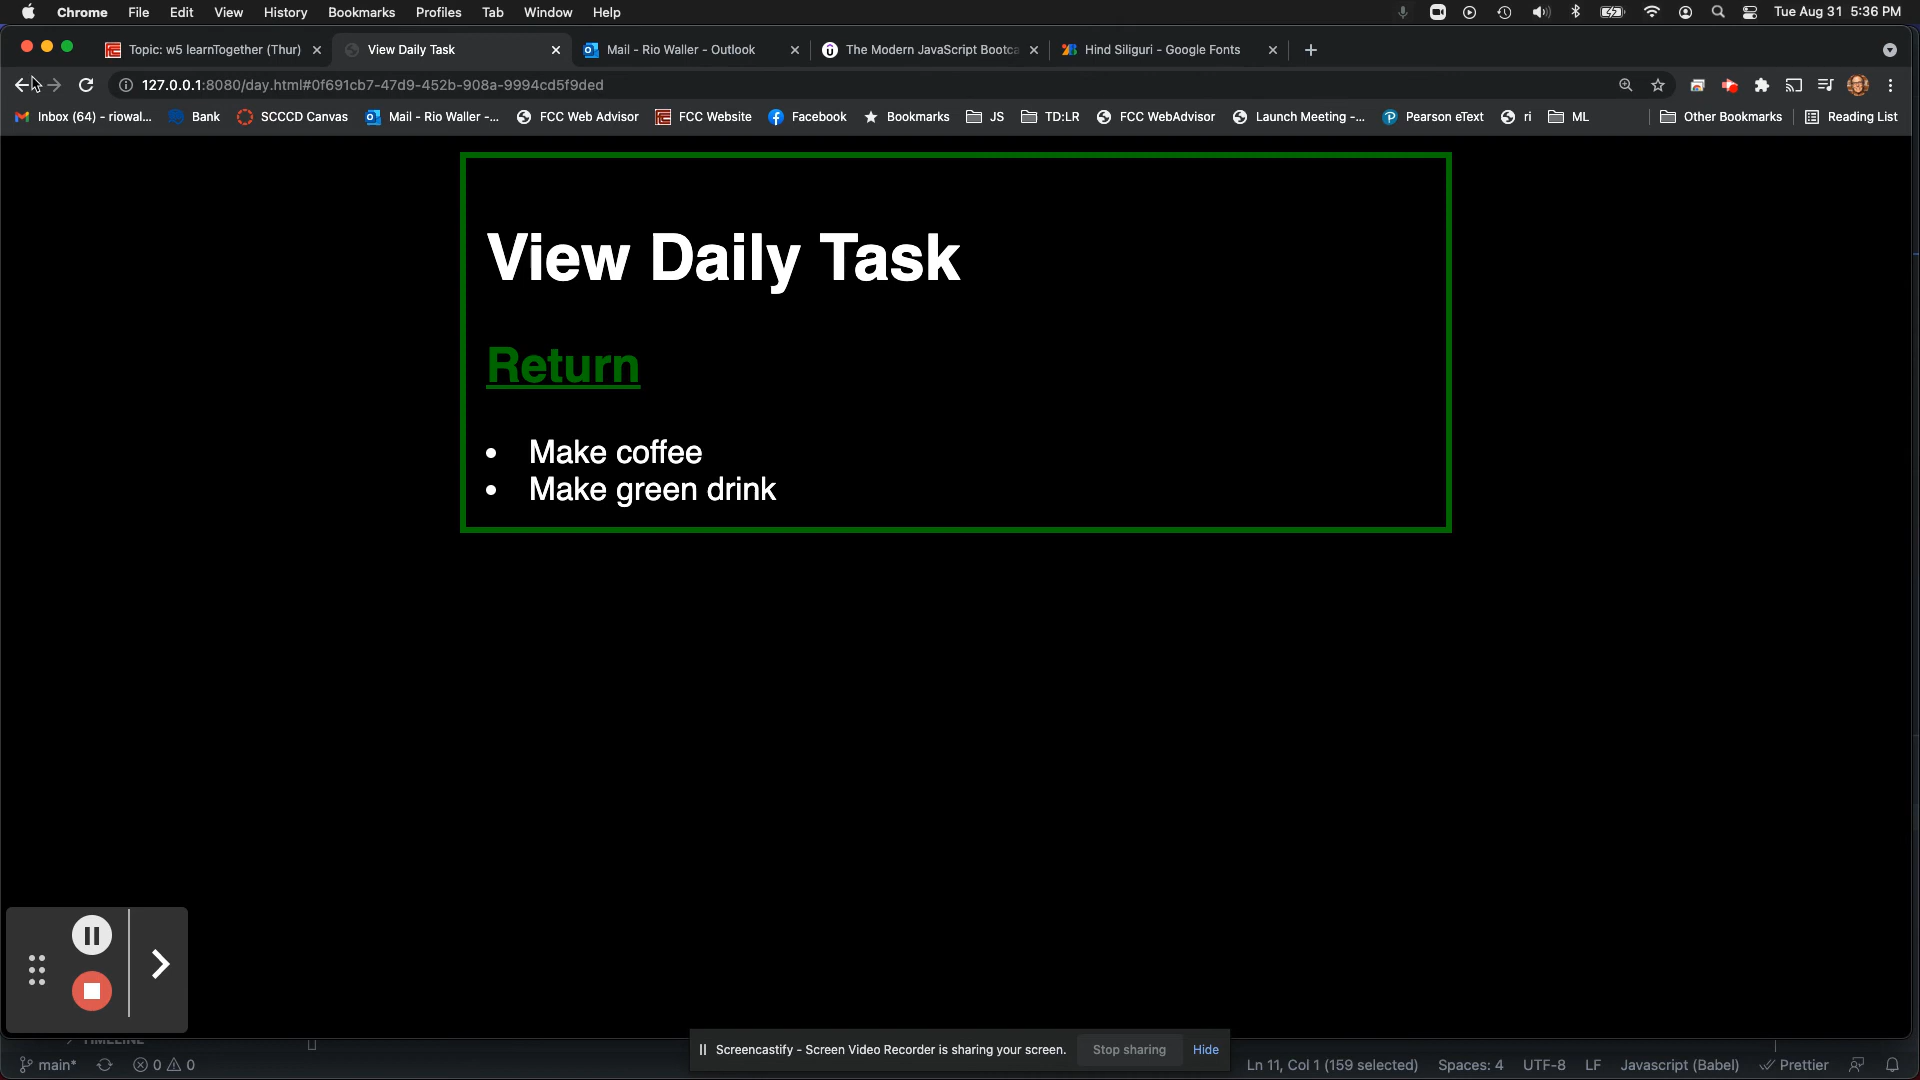 Chrome File Edit View History Bookmarks Profiles Tab Window Help Tue Aug 31 5:36 PM
Topic: w5 learnTogether (Thur) View Daily Task Mail - Rio Waller - Outlook The Modern JavaScript Bootca Hind Siliguri - Google Fonts
127.0.0.1:8080/day.html#0f691cb7-47d9-452b-908a-9994cd5f9ded
Inbox (64) - riowal... Bank SCCCD Canvas Mail - Rio Waller -... FCC Web Advisor FCC Website Facebook Bookmarks JS TD:LR FCC WebAdvisor Launch Meeting -... Pearson eText ri ML Other Bookmarks Reading List
View Daily Task
Return
• Make coffee
• Make green drink
TIMELINE
Screencastify - Screen Video Recorder is sharing your screen. Stop sharing Hide
main* 0 0 Ln 11, Col 1 (159 selected) Spaces: 4 UTF-8 LF Javascript (Babel) Prettier